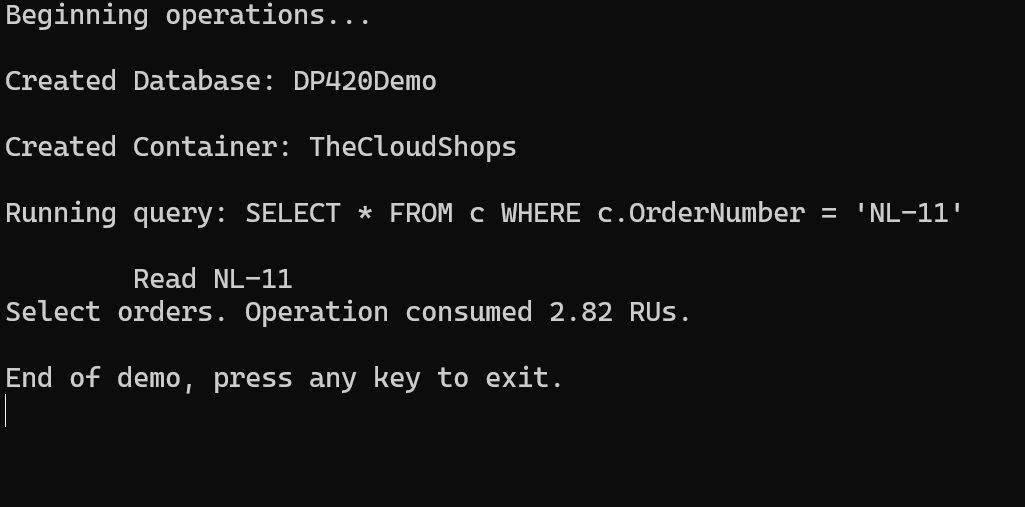 Beginning operations...
Created Database: DP420Demo
Created Container: TheCloudShops
Running query: SELECT * FROM c WHERE c.OrderNumber = 'NL-11'
Read NL-11
Select orders. Operation consumed 2.82 RUs.
End of demo, press any key to exit.